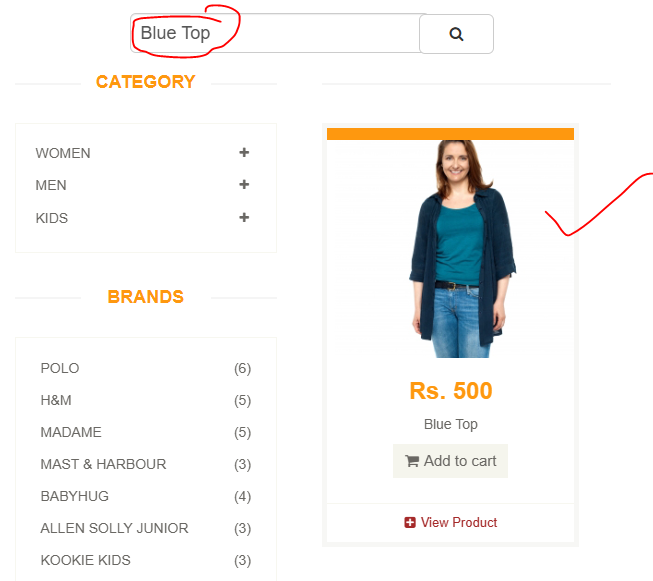 Blue Top
CATEGORY
WOMEN
MEN
KIDS
BRANDS
POLO (6)
H&M (5)
MADAME (5)
MAST & HARBOUR (3)
BABYHUG (4)
ALLEN SOLLY JUNIOR (3)
KOOKIE KIDS (3)
Rs. 500
Blue Top
Add to cart
View Product